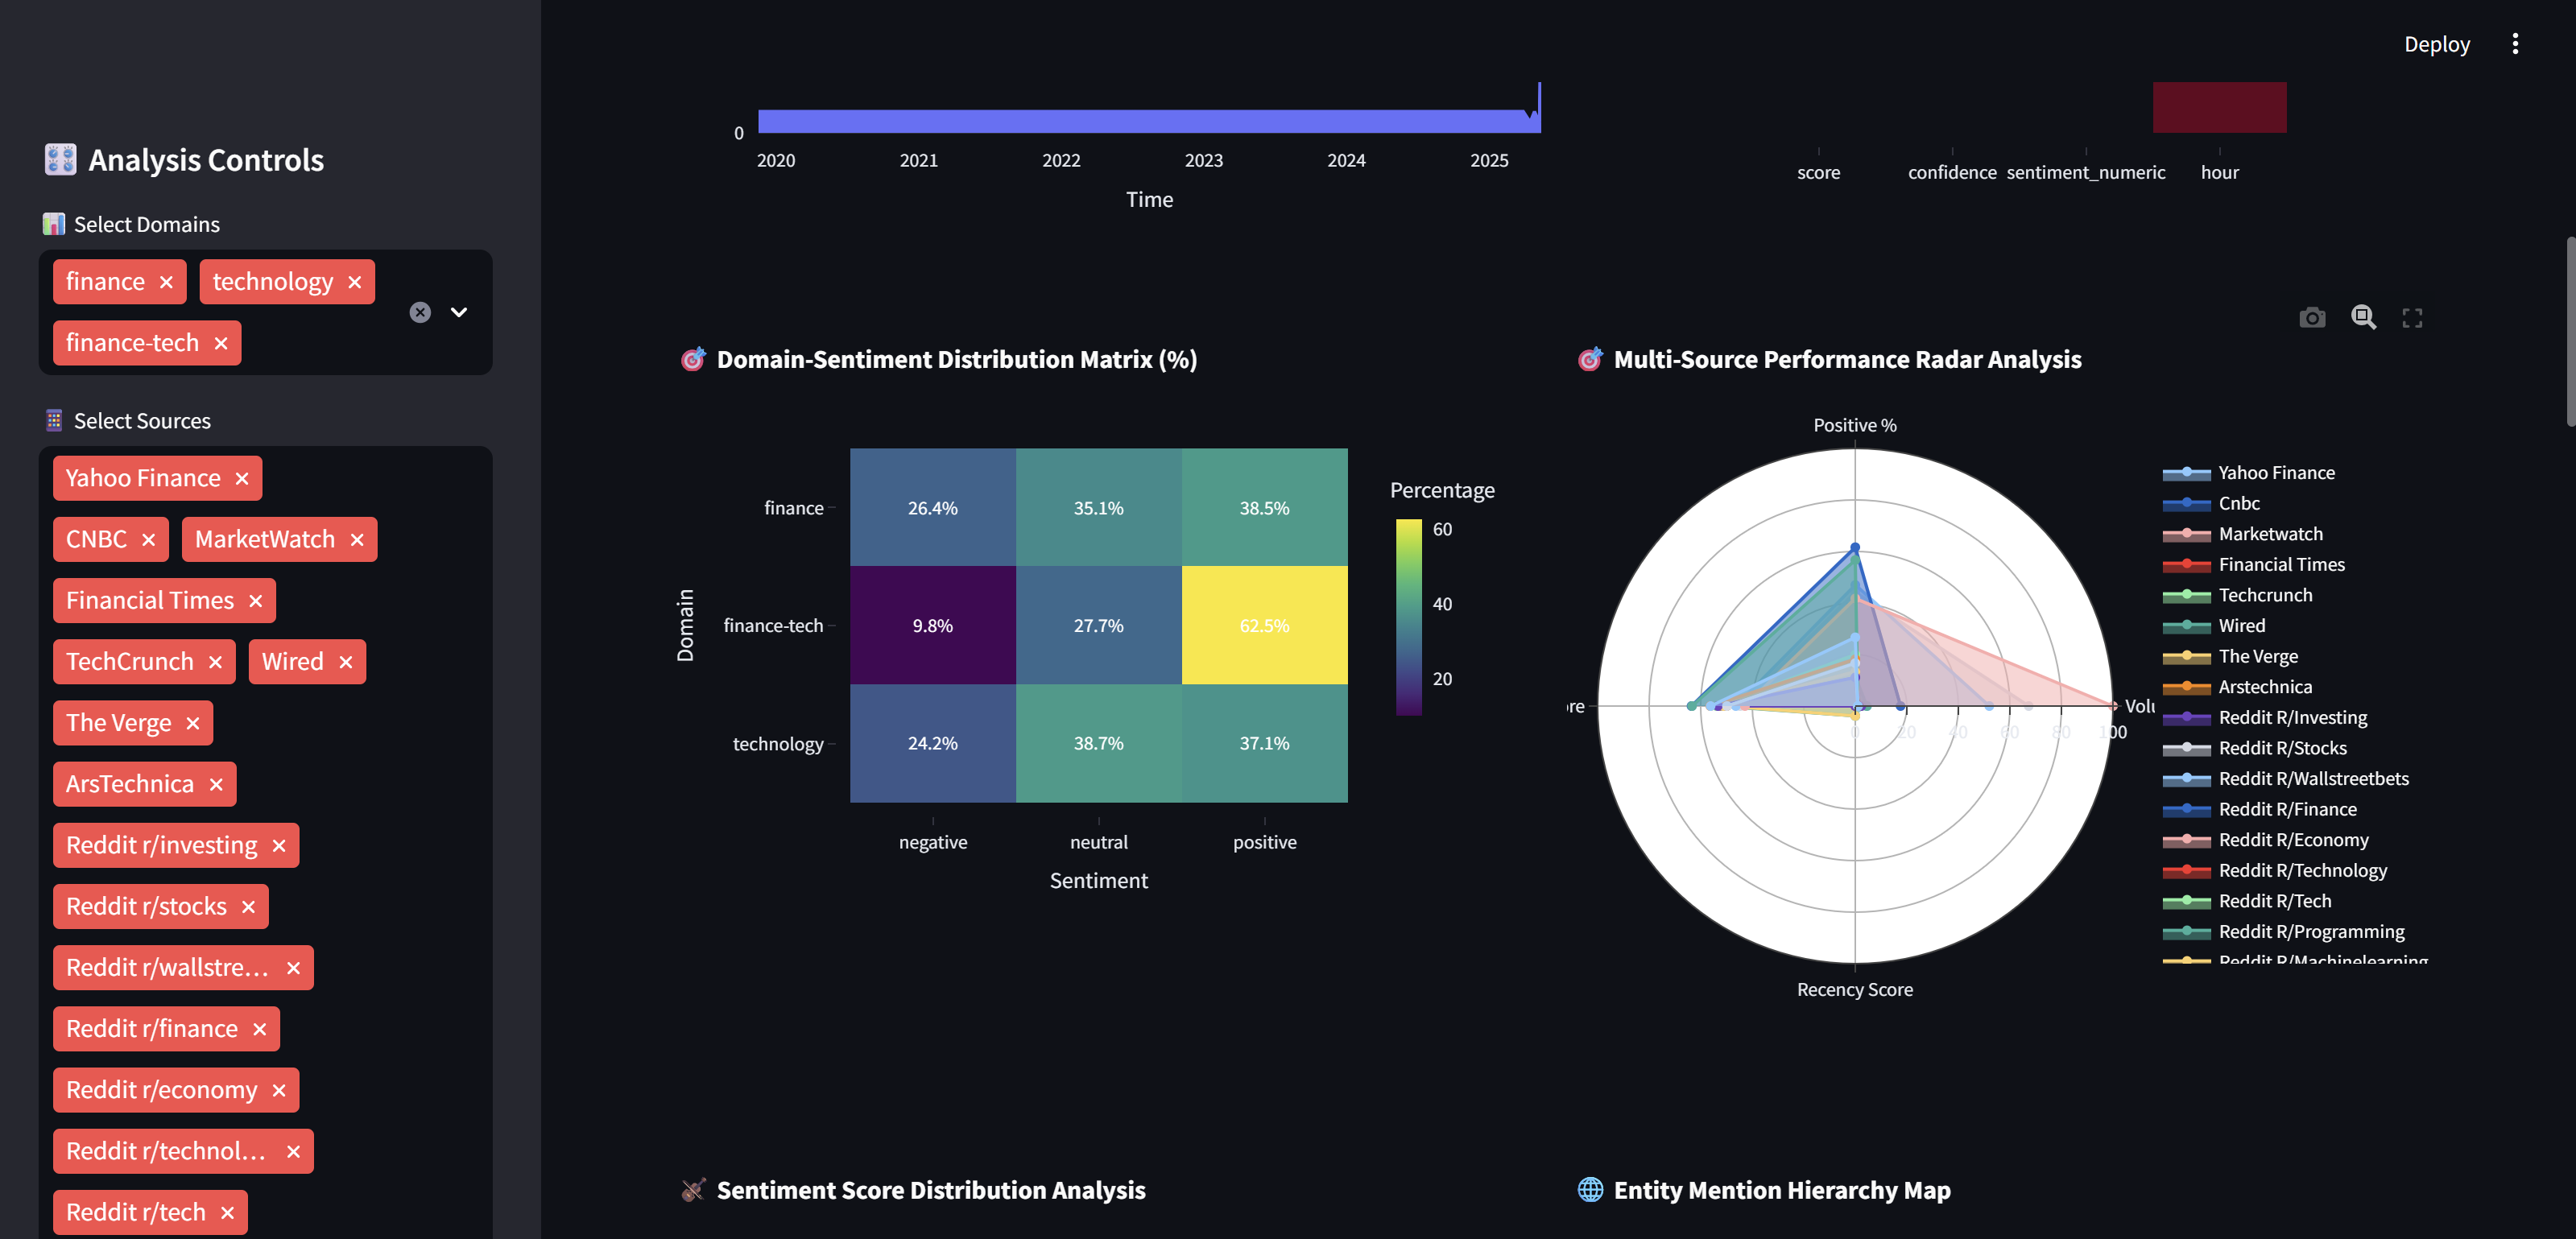 Deploy
Analysis Controls
Select Domains
finance
technology
finance-tech
Select Sources
Yahoo Finance
CNBC
MarketWatch
Financial Times
TechCrunch
Wired
The Verge
ArsTechnica
Reddit r/investing
Reddit r/stocks
Reddit r/wallstre...
Reddit r/finance
Reddit r/economy
Reddit r/technol...
Reddit r/tech
0
2020 2021 2022 2023 2024 2025
Time
score confidence sentiment_numeric hour
Domain-Sentiment Distribution Matrix (%)
Domain
finance 26.4% 35.1% 38.5%
finance-tech 9.8% 27.7% 62.5%
technology 24.2% 38.7% 37.1%
negative neutral positive
Sentiment
Percentage
60
40
20
Multi-Source Performance Radar Analysis
Positive %
re
Volu
0 20 40 60 80 100
Recency Score
Yahoo Finance
Cnbc
Marketwatch
Financial Times
Techcrunch
Wired
The Verge
Arstechnica
Reddit R/Investing
Reddit R/Stocks
Reddit R/Wallstreetbets
Reddit R/Finance
Reddit R/Economy
Reddit R/Technology
Reddit R/Tech
Reddit R/Programming
Reddit R/Machinelearning
Sentiment Score Distribution Analysis
Entity Mention Hierarchy Map